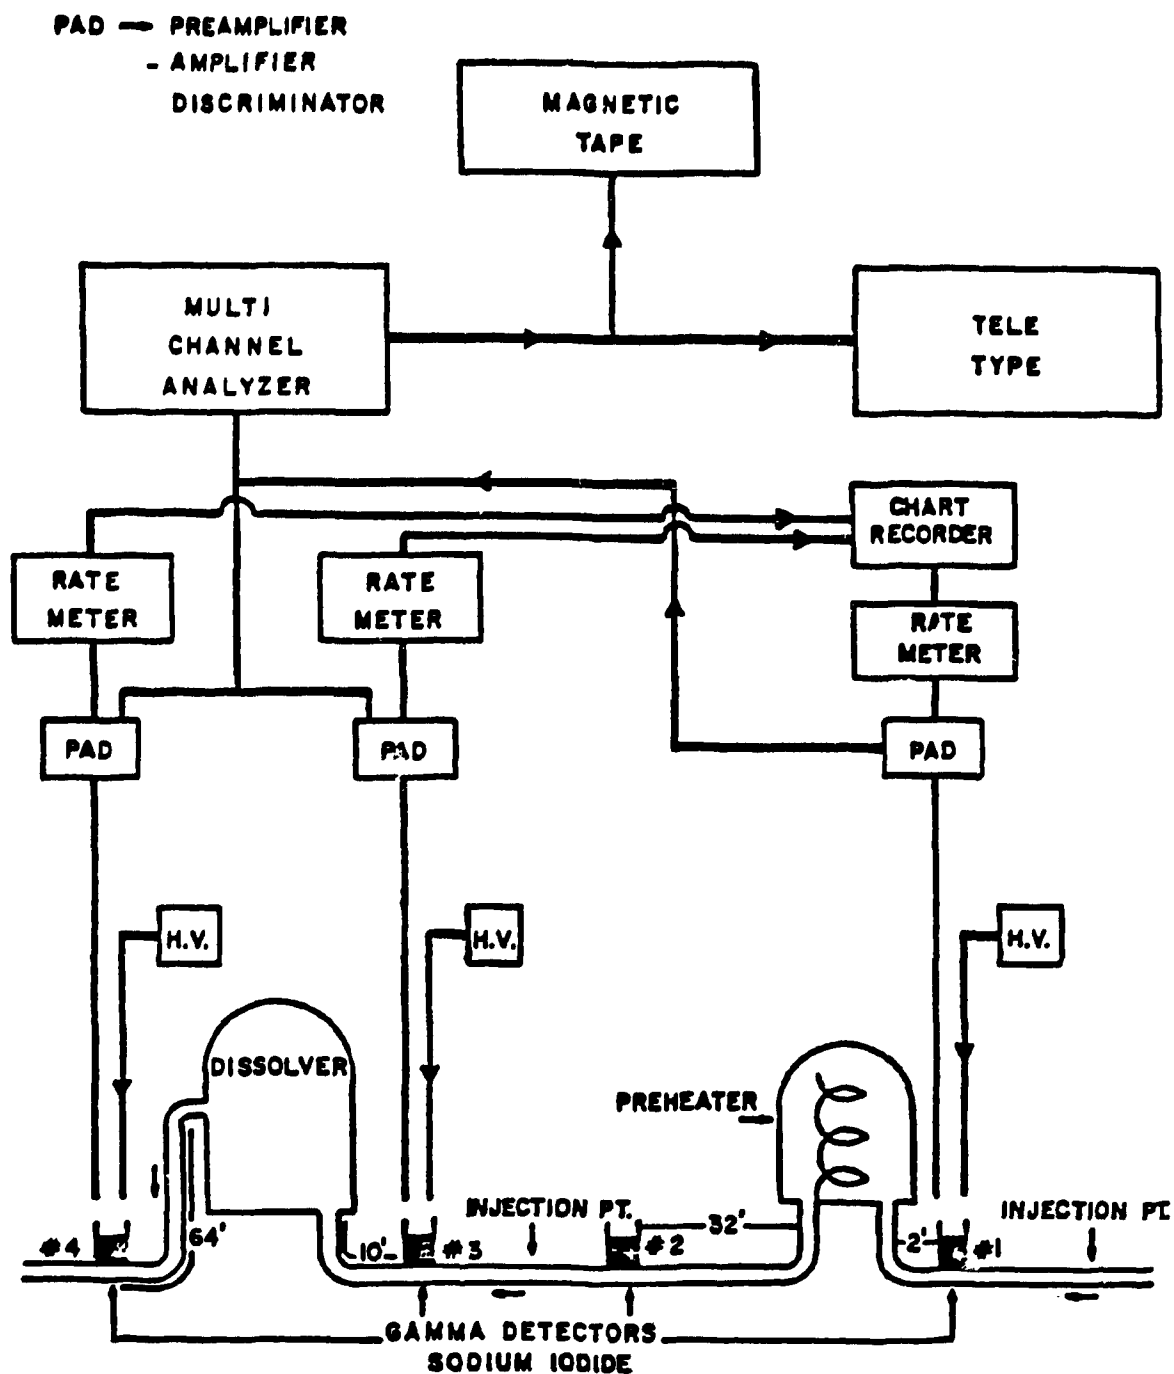 PAD → PREAMPLIFIER
- AMPLIFIER
DISCRIMINATOR
MAGNETIC
TAPE
MULTI
CHANNEL
ANALYZER
TELE
TYPE
CHART
RECORDER
RATE
METER
RATE
METER
RATE
METER
PAD
PAD
PAD
H.V.
H.V.
H.V.
DISSOLVER
PREHEATER
INJECTION PT.
INJECTION PT.
64'
10'
32'
2'
#4
#3
#2
#1
GAMMA DETECTORS
SODIUM IODIDE